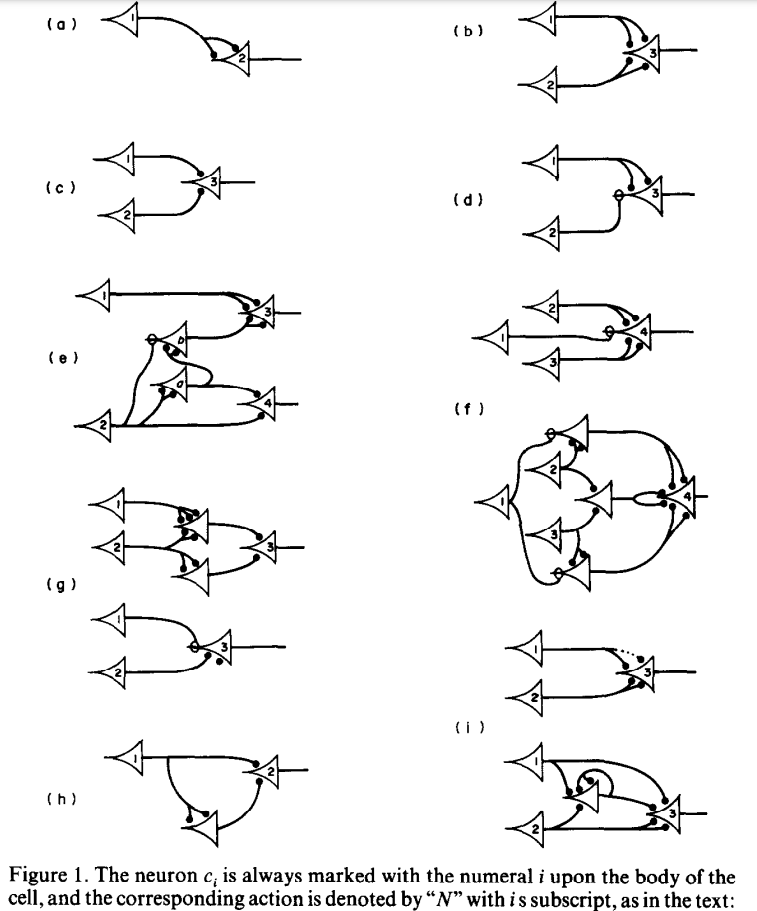 (a) 1 2
(b) 1 2 3
(c) 1 2 3
(d) 1 2 3
(e) 1 2 3 4 a b
(f) 1 2 3 4
1 2 3 4
(g) 1 2 3
1 2 3
(h) 1 2
(i) 1 2 3
1 2 3
Figure 1. The neuron cᵢ is always marked with the numeral i upon the body of the
cell, and the corresponding action is denoted by “N” with i s subscript, as in the text: